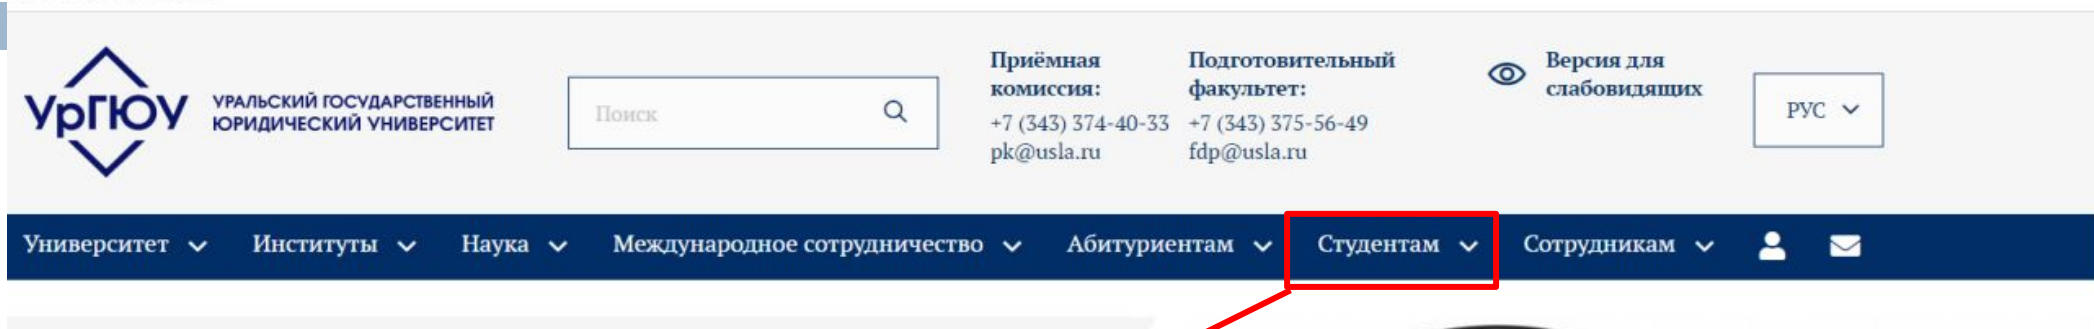 УрГЮУ
УРАЛЬСКИЙ ГОСУДАРСТВЕННЫЙ
ЮРИДИЧЕСКИЙ УНИВЕРСИТЕТ
Поиск
Приёмная
комиссия:
+7 (343) 374-40-33
pk@usla.ru
Подготовительный
факультет:
+7 (343) 375-56-49
fdp@usla.ru
Версия для
слабовидящих
РУС
Университет Институты Наука Международное сотрудничество Абитуриентам Студентам Сотрудникам